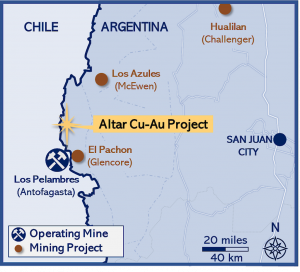 CHILE
ARGENTINA
Hualilan
(Challenger)
Los Azules
(McEwen)
Altar Cu-Au Project
El Pachon
(Glencore)
SAN JUAN
CITY
Los Pelambres
(Antofagasta)
Operating Mine
Mining Project
20 miles
40 km
N